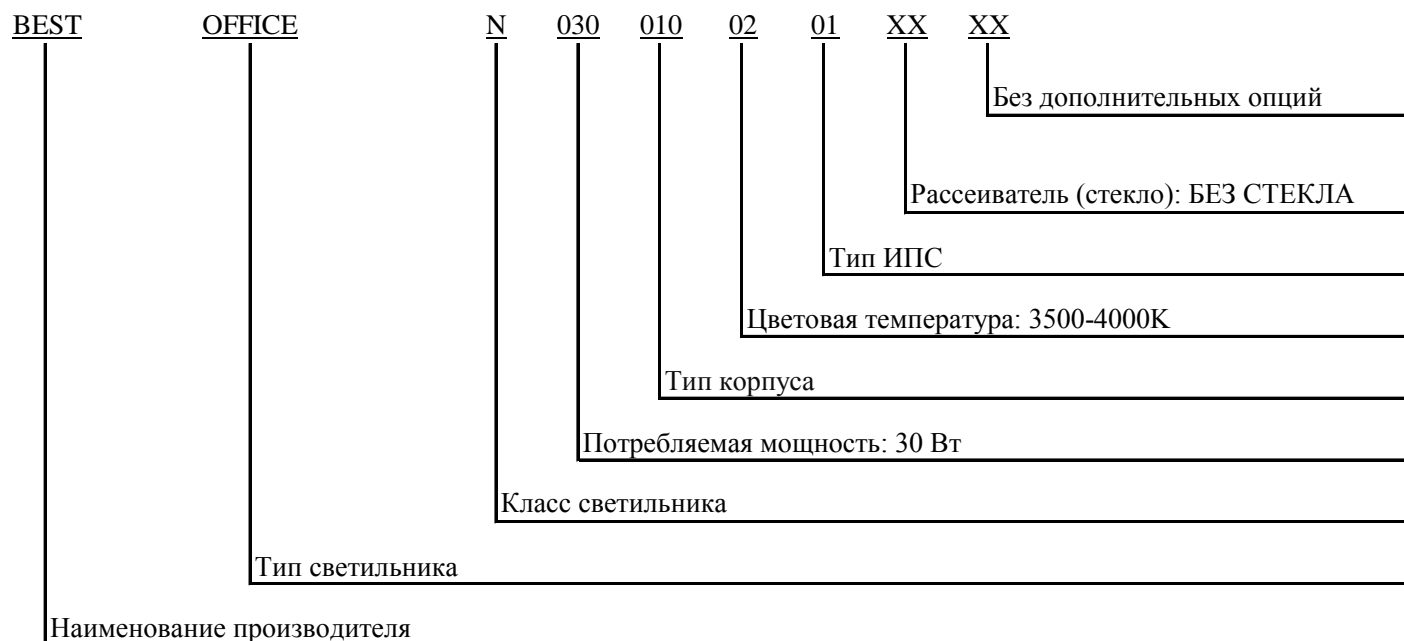 BEST OFFICE N 030 010 02 01 XX XX
Без дополнительных опций
Рассеиватель (стекло): БЕЗ СТЕКЛА
Тип ИПС
Цветовая температура: 3500-4000K
Тип корпуса
Потребляемая мощность: 30 Вт
Класс светильника
Тип светильника
Наименование производителя